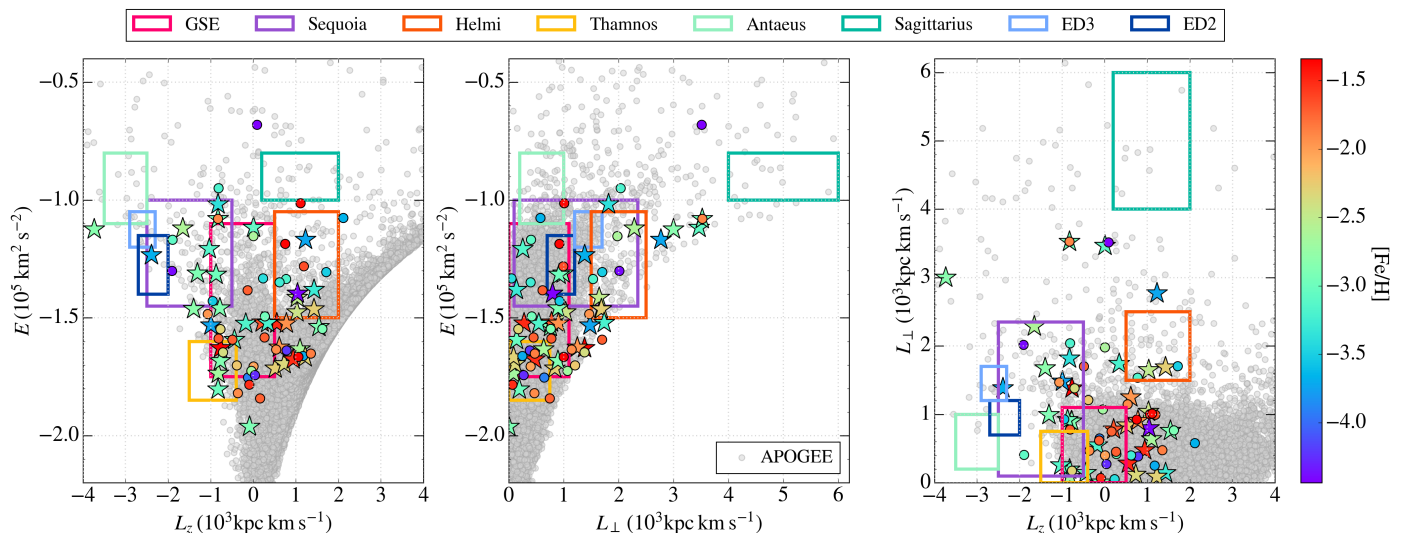 GSE Sequoia Helmi Thamnos Antaeus Sagittarius ED3 ED2
−0.5 −1.0 −1.5 −2.0
E (10⁵ km² s⁻²)
−4 −3 −2 −1 0 1 2 3 4
L_z (10³kpc km s⁻¹)
−0.5 −1.0 −1.5 −2.0
E (10⁵ km² s⁻²)
APOGEE
0 1 2 3 4 5 6
L_⊥ (10³kpc km s⁻¹)
6 5 4 3 2 1 0
L_⊥ (10³kpc km s⁻¹)
−4 −3 −2 −1 0 1 2 3 4
L_z (10³kpc km s⁻¹)
−1.5 −2.0 −2.5 −3.0 −3.5 −4.0
[Fe/H]